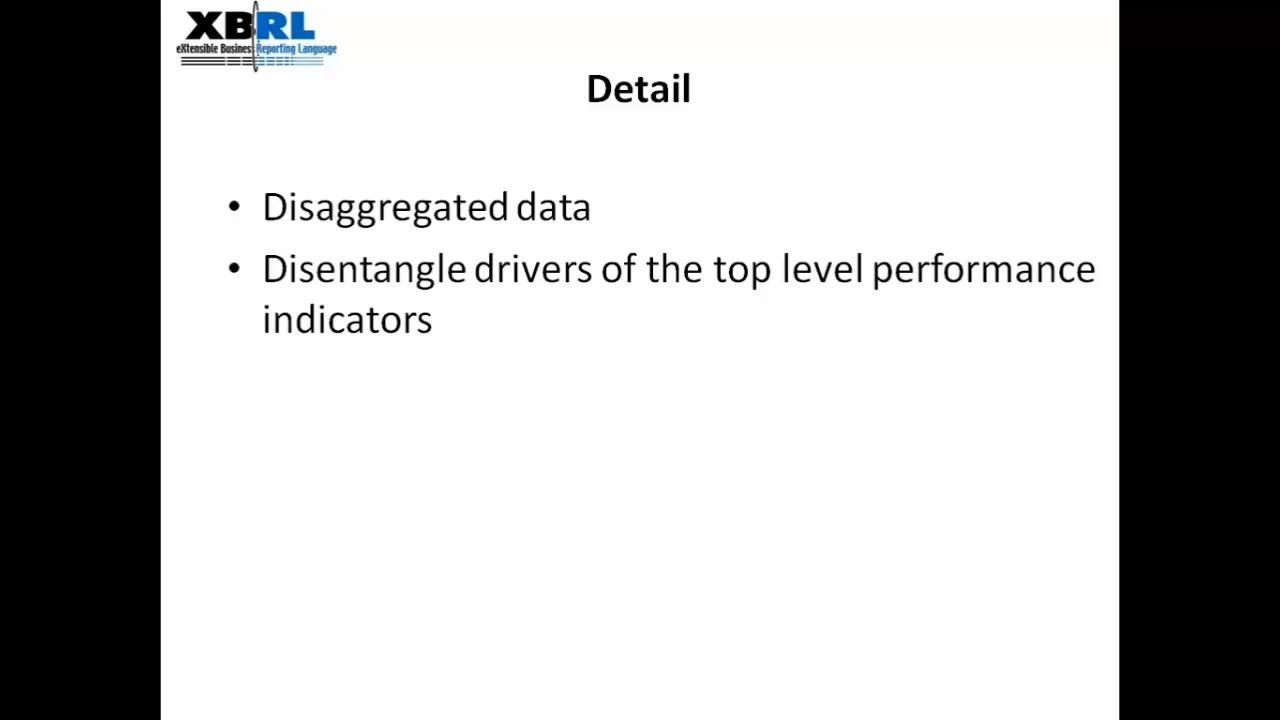 XBRL
eXtensible Business Reporting Language
Detail
• Disaggregated data
• Disentangle drivers of the top level performance
indicators